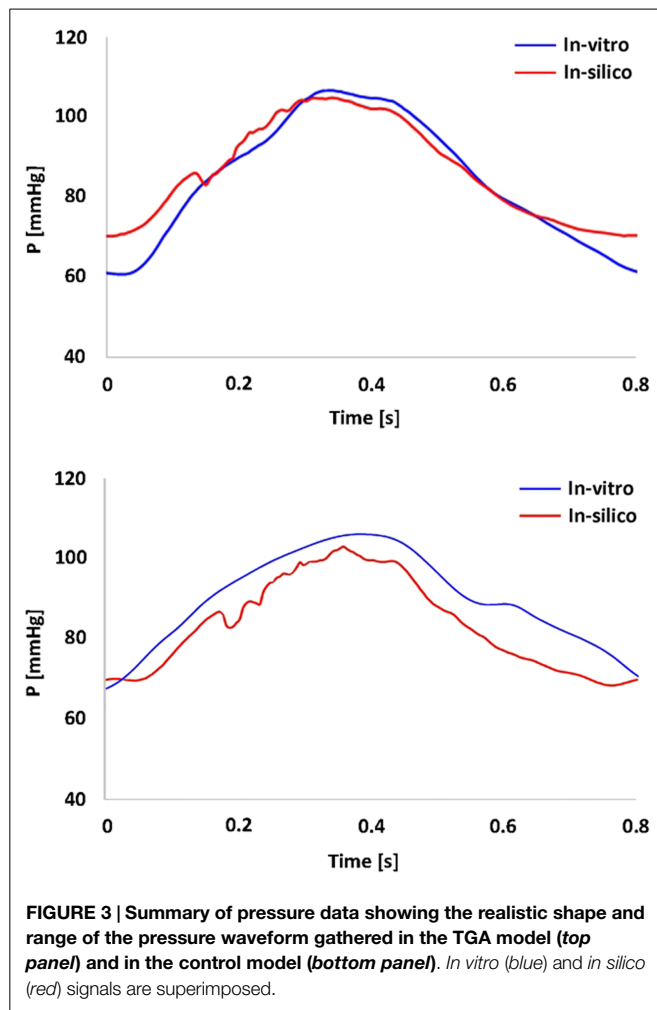 120
100
80
60
40
P [mmHg]
In-vitro
In-silico
0
0.2
0.4
0.6
0.8
Time [s]
120
100
80
60
40
P [mmHg]
In-vitro
In-silico
0
0.2
0.4
0.6
0.8
Time [s]
FIGURE 3 | Summary of pressure data showing the realistic shape and
range of the pressure waveform gathered in the TGA model (top
panel) and in the control model (bottom panel). In vitro (blue) and in silico
(red) signals are superimposed.